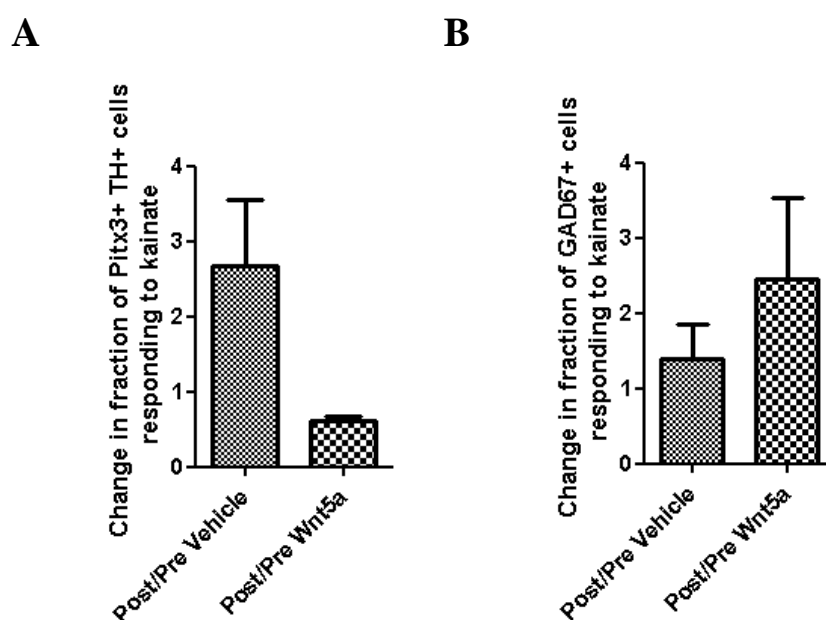 A
Change in fraction of Pitx3+ TH+ cells
responding to kainate
4
3
2
1
0
Post/Pre Vehicle
Post/Pre Wnt5a
B
Change in fraction of GAD67+ cells
responding to kainate
4
3
2
1
0
Post/Pre Vehicle
Post/Pre Wnt5a